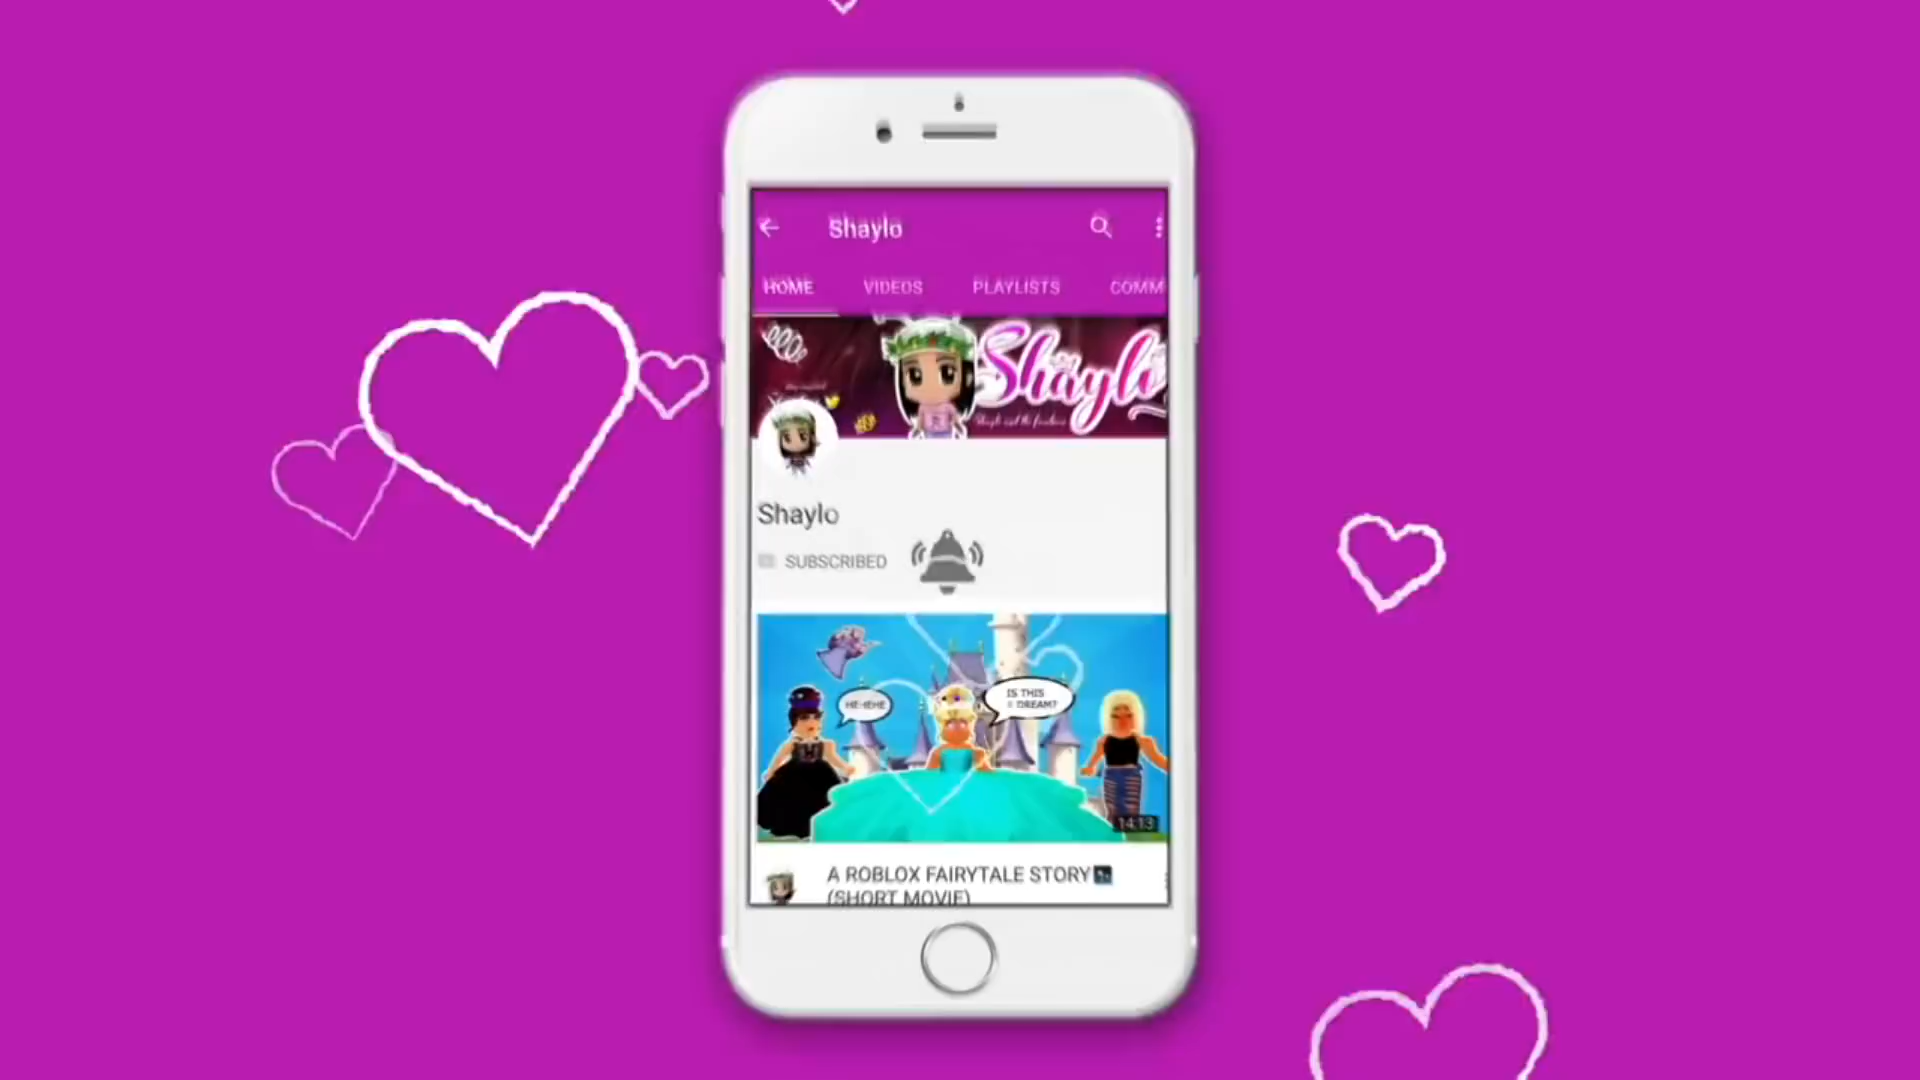 Shaylo
HOME VIDEOS PLAYLISTS COMM
Shaylo
Shaylo
SUBSCRIBED
HE-HEHE
IS THIS
DREAM?
14:13
A ROBLOX FAIRYTALE STORY
(SHORT MOVIE)